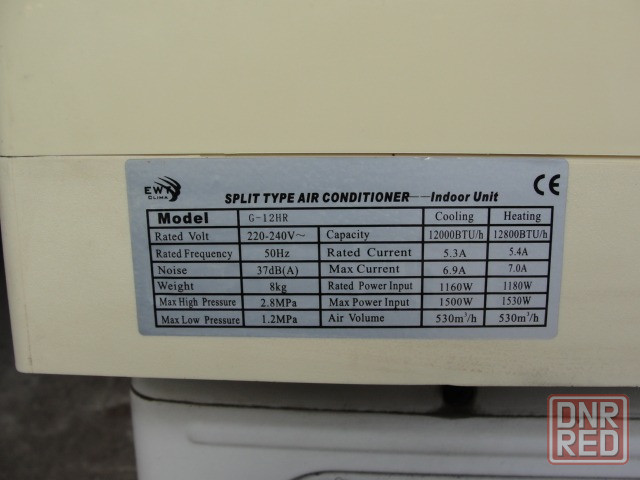 EWT
CLIMA
SPLIT TYPE AIR CONDITIONER—Indoor Unit
CE
Model G-12HR Cooling Heating
Rated Volt 220-240V~ Capacity 12000BTU/h 12800BTU/h
Rated Frequency 50Hz Rated Current 5.3A 5.4A
Noise 37dB(A) Max Current 6.9A 7.0A
Weight 8kg Rated Power Input 1160W 1180W
Max High Pressure 2.8MPa Max Power Input 1500W 1530W
Max Low Pressure 1.2MPa Air Volume 530m³/h 530m³/h
DNR
RED